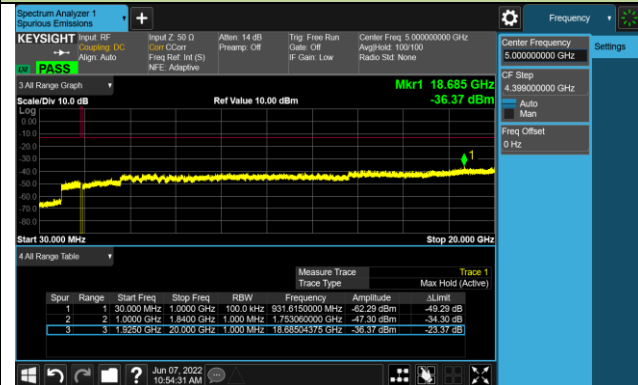 Spectrum Analyzer 1
Spurious Emissions
Frequency
KEYSIGHT Input: RF
Coupling: DC
Align: Auto
Input Z: 50 Ω
Corr CCorr
Freq Ref: Int (S)
NFE: Adaptive
Atten: 14 dB
Preamp: Off
Trig: Free Run
Gate: Off
IF Gain: Low
Center Freq: 5.000000000 GHz
Avg|Hold: 100/100
Radio Std: None
PASS
Center Frequency
5.000000000 GHz
Settings
CF Step
4.399000000 GHz
Auto
Man
Freq Offset
0 Hz
3 All Range Graph
Mkr1 18.685 GHz
Scale/Div 10.0 dB
Ref Value 10.00 dBm
-36.37 dBm
Log
0.00
-10.0
-20.0
-30.0
-40.0
-50.0
-60.0
-70.0
-80.0
1
Start 30.000 MHz
Stop 20.000 GHz
4 All Range Table
Measure Trace Trace 1
Trace Type Max Hold (Active)
Spur Range Start Freq Stop Freq RBW Frequency Amplitude ΔLimit
1 1 30.000 MHz 1.0000 GHz 100.0 kHz 931.6150000 MHz -62.29 dBm -49.29 dB
2 2 1.0000 GHz 1.8400 GHz 1.000 MHz 1.753060000 GHz -47.30 dBm -34.30 dB
3 3 1.9250 GHz 20.000 GHz 1.000 MHz 18.68504375 GHz -36.37 dBm -23.37 dB
Jun 07, 2022
10:54:31 AM